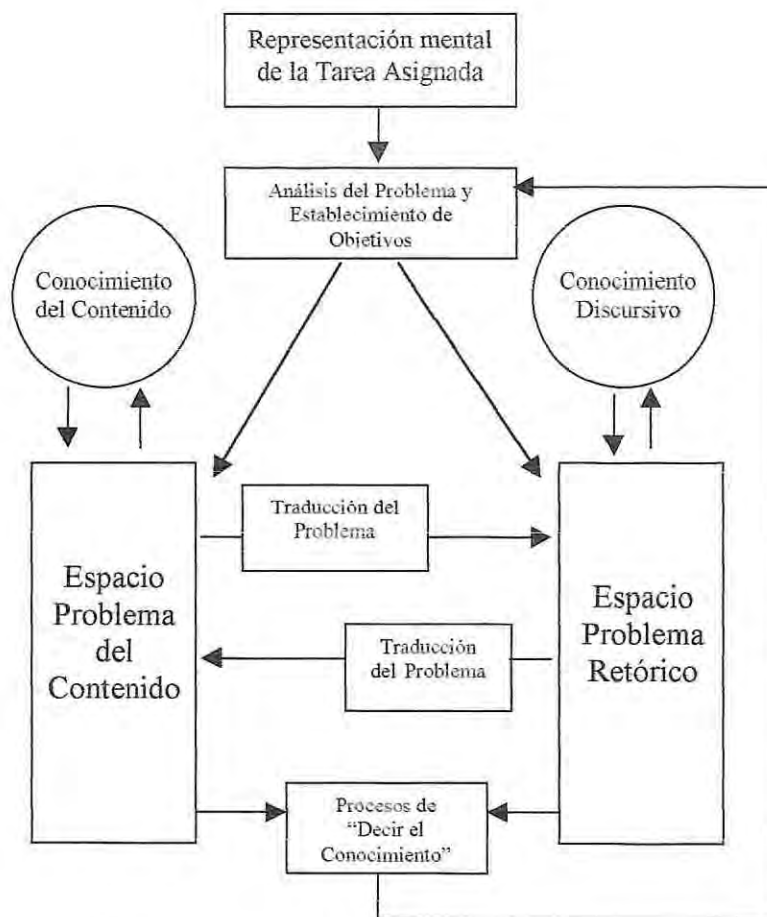 Representación mental
de la Tarea Asignada
Análisis del Problema y
Establecimiento de
Objetivos
Conocimiento
del Contenido
Conocimiento
Discursivo
Traducción del
Problema
Espacio
Problema
del
Contenido
Espacio
Problema
Retórico
Traducción
del Problema
Procesos de
“Decir el
Conocimiento”